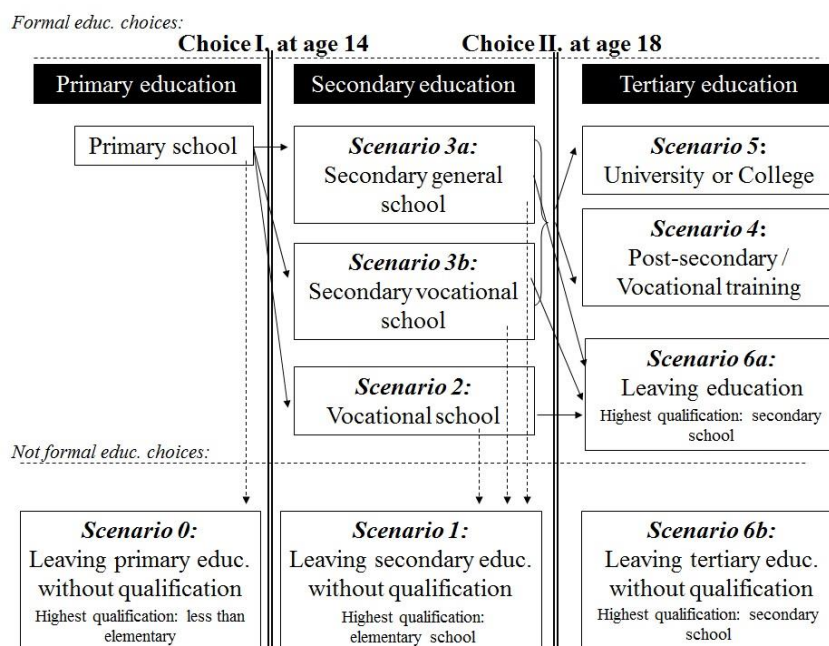 Formal educ. choices:
Choice I. at age 14
Choice II. at age 18
Primary education
Secondary education
Tertiary education
Primary school
Scenario 3a:
Secondary general
school
Scenario 3b:
Secondary vocational
school
Scenario 2:
Vocational school
Scenario 5:
University or College
Scenario 4:
Post-secondary /
Vocational training
Scenario 6a:
Leaving education
Highest qualification: secondary
school
Not formal educ. choices:
Scenario 0:
Leaving primary educ.
without qualification
Highest qualification: less than
elementary
Scenario 1:
Leaving secondary educ.
without qualification
Highest qualification:
elementary school
Scenario 6b:
Leaving tertiary educ.
without qualification
Highest qualification: secondary
school